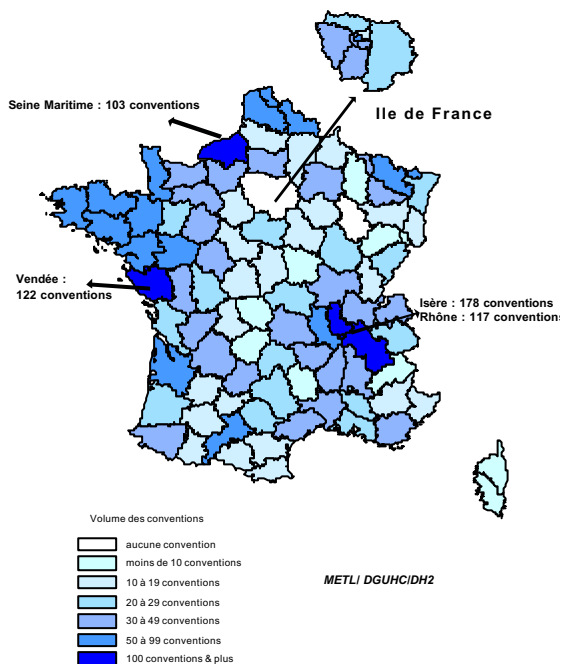 Seine Maritime : 103 conventions
Ile de France
Vendée :
122 conventions
Isère : 178 conventions
Rhône : 117 conventions
Volume des conventions
aucune convention
moins de 10 conventions
10 à 19 conventions
20 à 29 conventions
30 à 49 conventions
50 à 99 conventions
100 conventions & plus
METL/ DGUHC/DH2